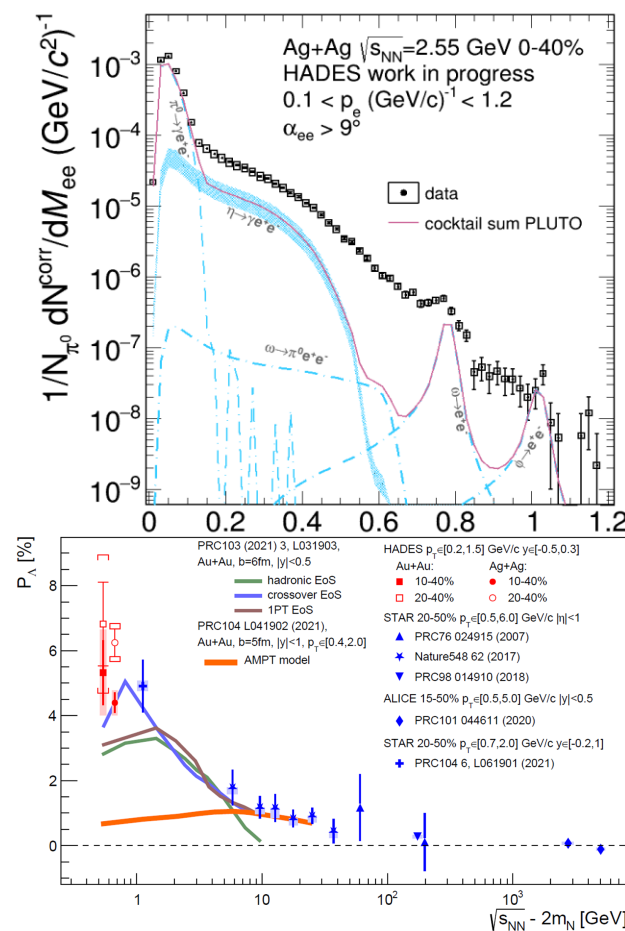 Ag+Ag √s_NN=2.55 GeV 0-40%
HADES work in progress
0.1 < p_e (GeV/c)^-1 < 1.2
α_ee > 9°
data
cocktail sum PLUTO
1/N_π^0 dN^corr/dM_ee (GeV/c^2)^-1
10^-3
10^-4
10^-5
10^-6
10^-7
10^-8
10^-9
π^0→γe^+e^-
η→γe^+e^-
ω→π^0e^+e^-
ω→e^+e^-
φ→e^+e^-
0 0.2 0.4 0.6 0.8 1 1.2
P_Λ [%]
8
6
4
2
0
PRC103 (2021) 3, L031903,
Au+Au, b=6fm, |y|<0.5
hadronic EoS
crossover EoS
1PT EoS
PRC104 L041902 (2021),
Au+Au, b=5fm, |y|<1, p_T∈[0.4,2.0]
AMPT model
HADES p_T∈[0.2,1.5] GeV/c y∈[-0.5,0.3]
Au+Au: Ag+Ag:
10-40% 10-40%
20-40% 20-40%
STAR 20-50% p_T∈[0.5,6.0] GeV/c |η|<1
PRC76 024915 (2007)
Nature548 62 (2017)
PRC98 014910 (2018)
ALICE 15-50% p_T∈[0.5,5.0] GeV/c |y|<0.5
PRC101 044611 (2020)
STAR 20-50% p_T∈[0.7,2.0] GeV/c y∈[-0.2,1]
PRC104 6, L061901 (2021)
1 10 10^2 10^3
√s_NN - 2m_N [GeV]